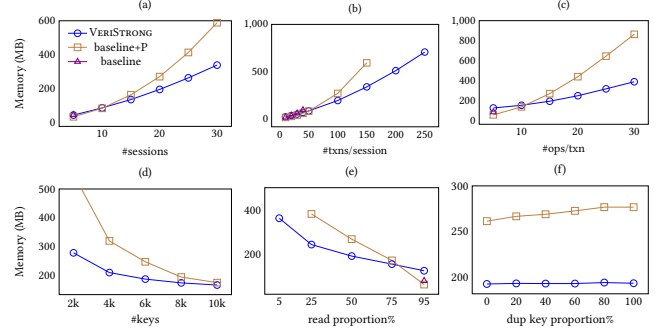 (a)
Memory (MB)
600
400
200
0
VERISTRONG
baseline+P
baseline
10
20
30
#sessions
(b)
1,000
500
0
0
50
100
150
200
250
#txns/session
(c)
1,000
800
600
400
200
0
10
20
30
#ops/txn
(d)
Memory (MB)
500
400
300
200
2k
4k
6k
8k
10k
#keys
(e)
400
200
5
25
50
75
95
read proportion%
(f)
300
250
200
0
20
40
60
80
100
dup key proportion%